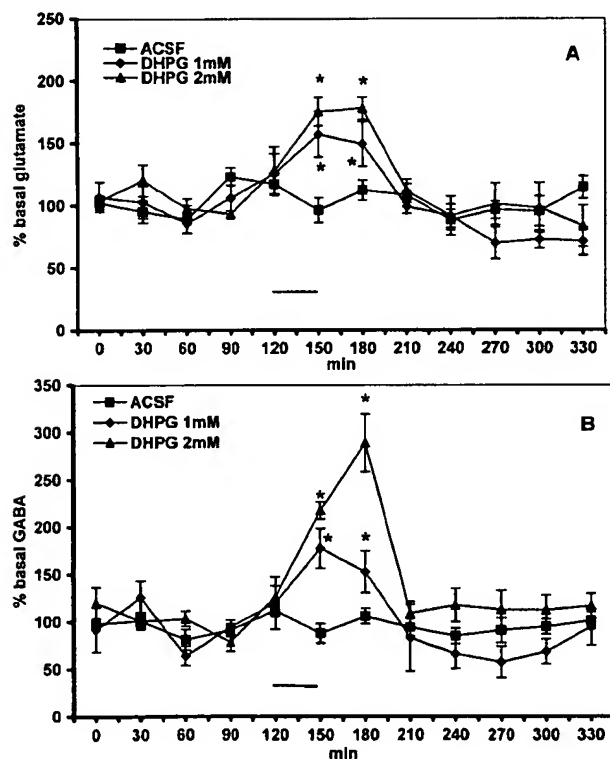 250
200
150
100
50
0
% basal glutamate
ACSF
DHPG 1mM
DHPG 2mM
A
* *
* *
0 30 60 90 120 150 180 210 240 270 300 330
min
350
300
250
200
150
100
50
0
% basal GABA
ACSF
DHPG 1mM
DHPG 2mM
B
*
*
* *
0 30 60 90 120 150 180 210 240 270 300 330
min